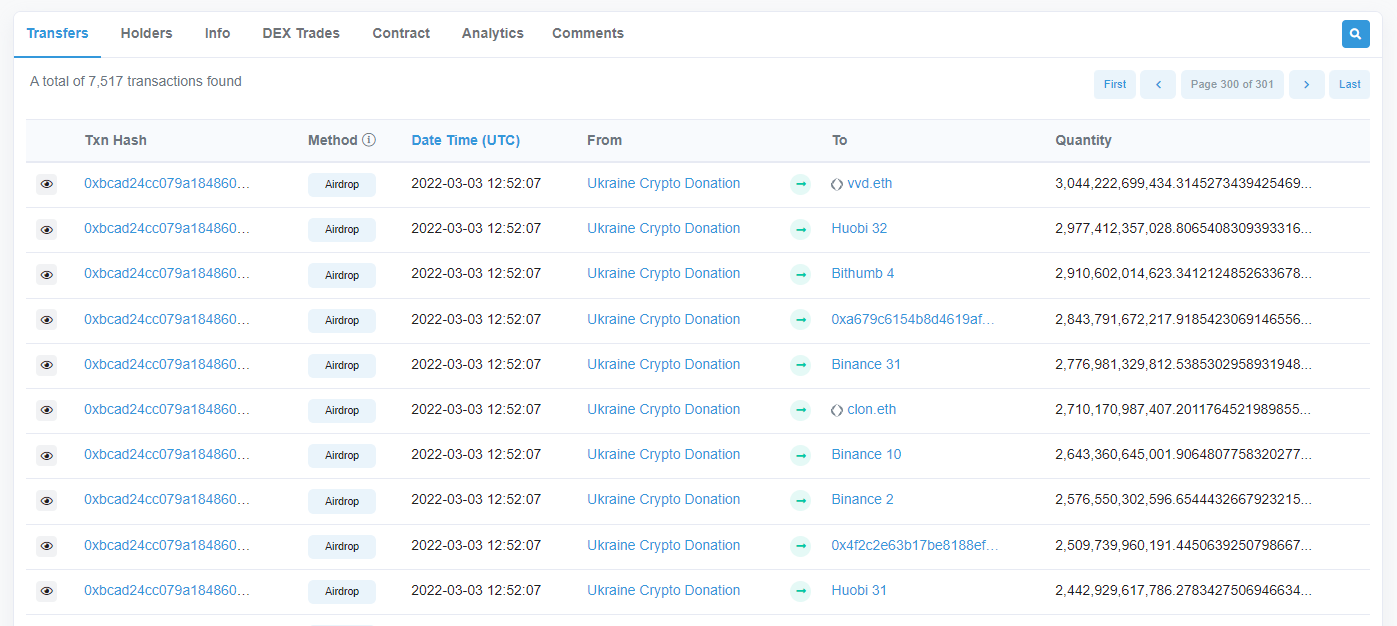 Transfers Holders Info DEX Trades Contract Analytics Comments
A total of 7,517 transactions found First Page 300 of 301 Last
Txn Hash Method Date Time (UTC) From To Quantity
0xbcad24cc079a184860... Airdrop 2022-03-03 12:52:07 Ukraine Crypto Donation vvd.eth 3,044,222,699,434.3145273439425469...
0xbcad24cc079a184860... Airdrop 2022-03-03 12:52:07 Ukraine Crypto Donation Huobi 32 2,977,412,357,028.8065408309393316...
0xbcad24cc079a184860... Airdrop 2022-03-03 12:52:07 Ukraine Crypto Donation Bithumb 4 2,910,602,014,623.3412124852633678...
0xbcad24cc079a184860... Airdrop 2022-03-03 12:52:07 Ukraine Crypto Donation 0xa679c6154b8d4619af... 2,843,791,672,217.9185423069146556...
0xbcad24cc079a184860... Airdrop 2022-03-03 12:52:07 Ukraine Crypto Donation Binance 31 2,776,981,329,812.5385302958931948...
0xbcad24cc079a184860... Airdrop 2022-03-03 12:52:07 Ukraine Crypto Donation clon.eth 2,710,170,987,407.2011764521989855...
0xbcad24cc079a184860... Airdrop 2022-03-03 12:52:07 Ukraine Crypto Donation Binance 10 2,643,360,645,001.9064807758320277...
0xbcad24cc079a184860... Airdrop 2022-03-03 12:52:07 Ukraine Crypto Donation Binance 2 2,576,550,302,596.6544432667923215...
0xbcad24cc079a184860... Airdrop 2022-03-03 12:52:07 Ukraine Crypto Donation 0x4f2c2e63b17be8188ef... 2,509,739,960,191.4450639250798667...
0xbcad24cc079a184860... Airdrop 2022-03-03 12:52:07 Ukraine Crypto Donation Huobi 31 2,442,929,617,786.2783427506946634...